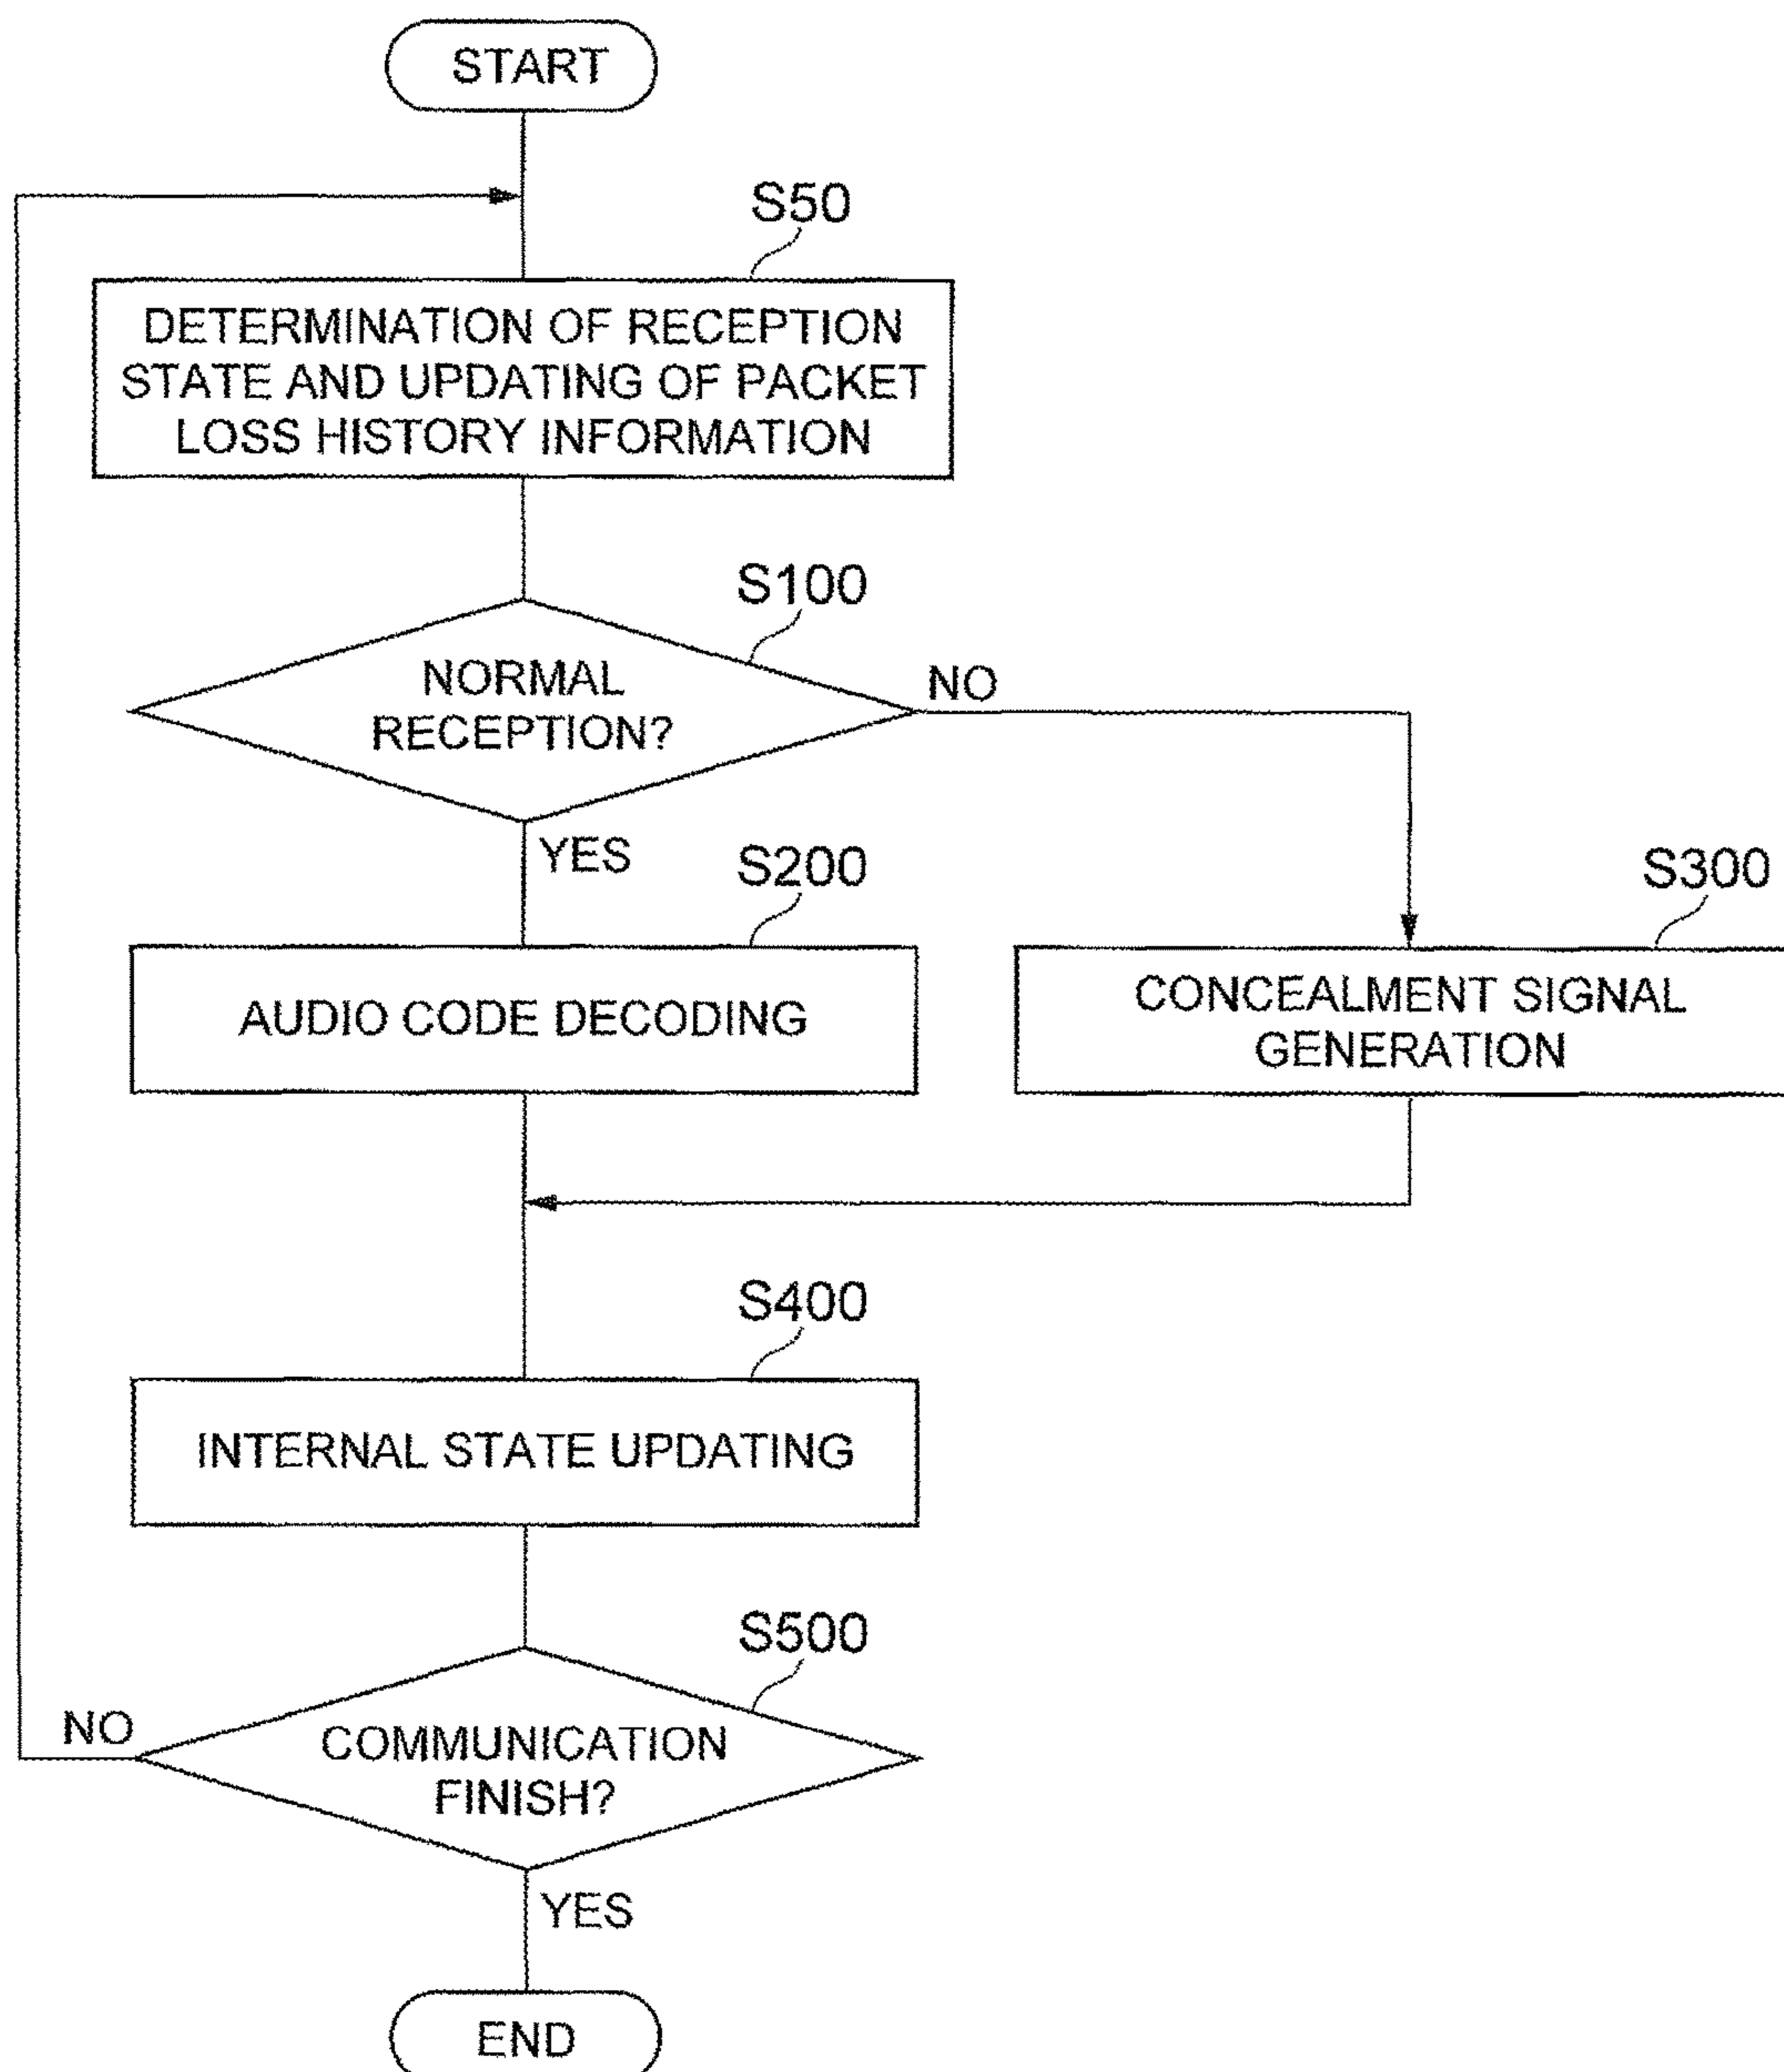 START
S50
DETERMINATION OF RECEPTION
STATE AND UPDATING OF PACKET
LOSS HISTORY INFORMATION
S100
NORMAL
RECEPTION?
NO
YES
S200
S300
AUDIO CODE DECODING
CONCEALMENT SIGNAL
GENERATION
S400
INTERNAL STATE UPDATING
S500
NO
COMMUNICATION
FINISH?
YES
END